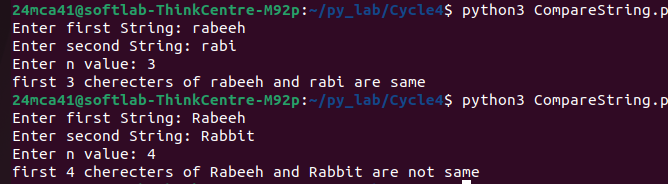 24mca41@softlab-ThinkCentre-M92p:~/py_lab/Cycle4$ python3 CompareString.p
Enter first String: rabeeh
Enter second String: rabi
Enter n value: 3
first 3 cherecters of rabeeh and rabi are same
24mca41@softlab-ThinkCentre-M92p:~/py_lab/Cycle4$ python3 CompareString.p
Enter first String: Rabeeh
Enter second String: Rabbit
Enter n value: 4
first 4 cherecters of Rabeeh and Rabbit are not same